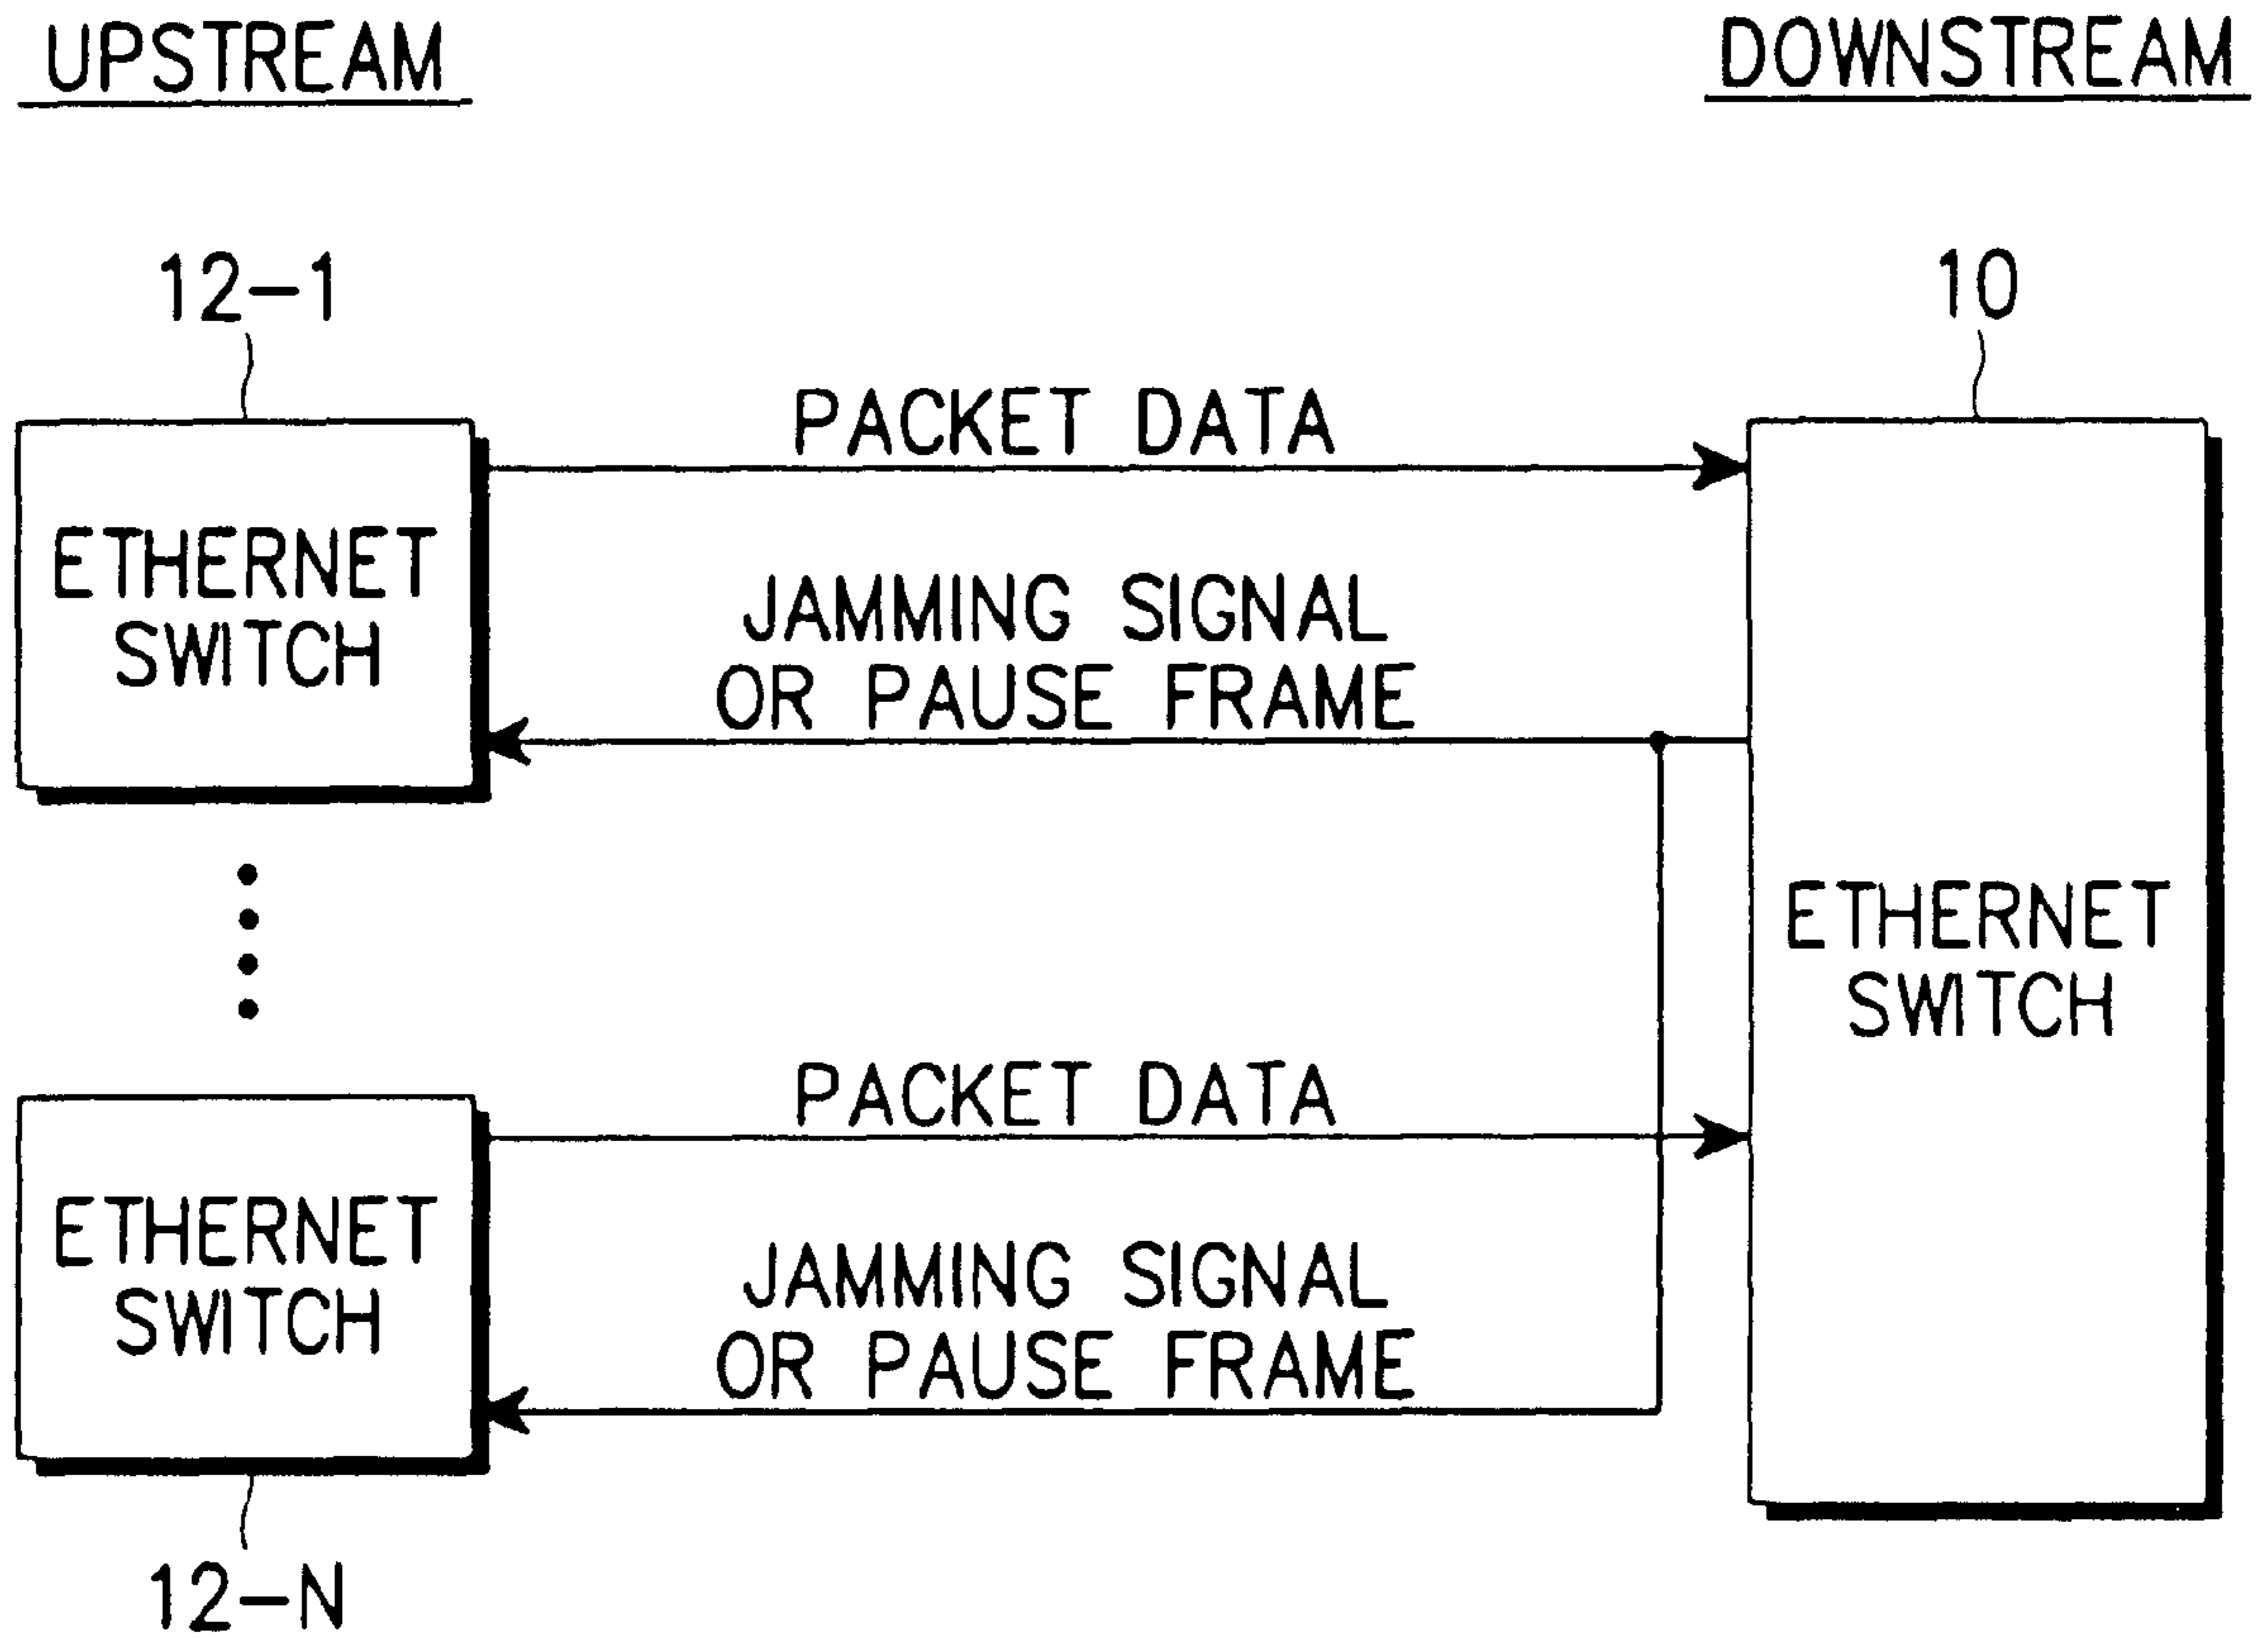 UPSTREAM
DOWNSTREAM
12-1
10
PACKET DATA
ETHERNET
SWITCH
JAMMING SIGNAL
OR PAUSE FRAME
ETHERNET
SWITCH
PACKET DATA
ETHERNET
SWITCH
JAMMING SIGNAL
OR PAUSE FRAME
12-N